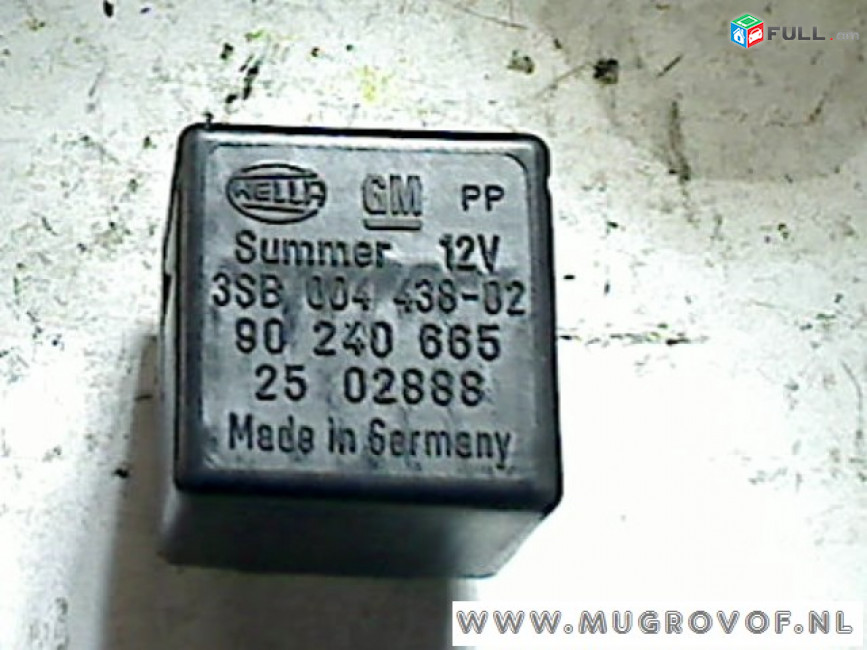 FULL.am
HELLA GM PP
Summer 12V
3SB 004 438-02
90 240 665
25 02888
Made in Germany
WWW.MUGROVOF.NL